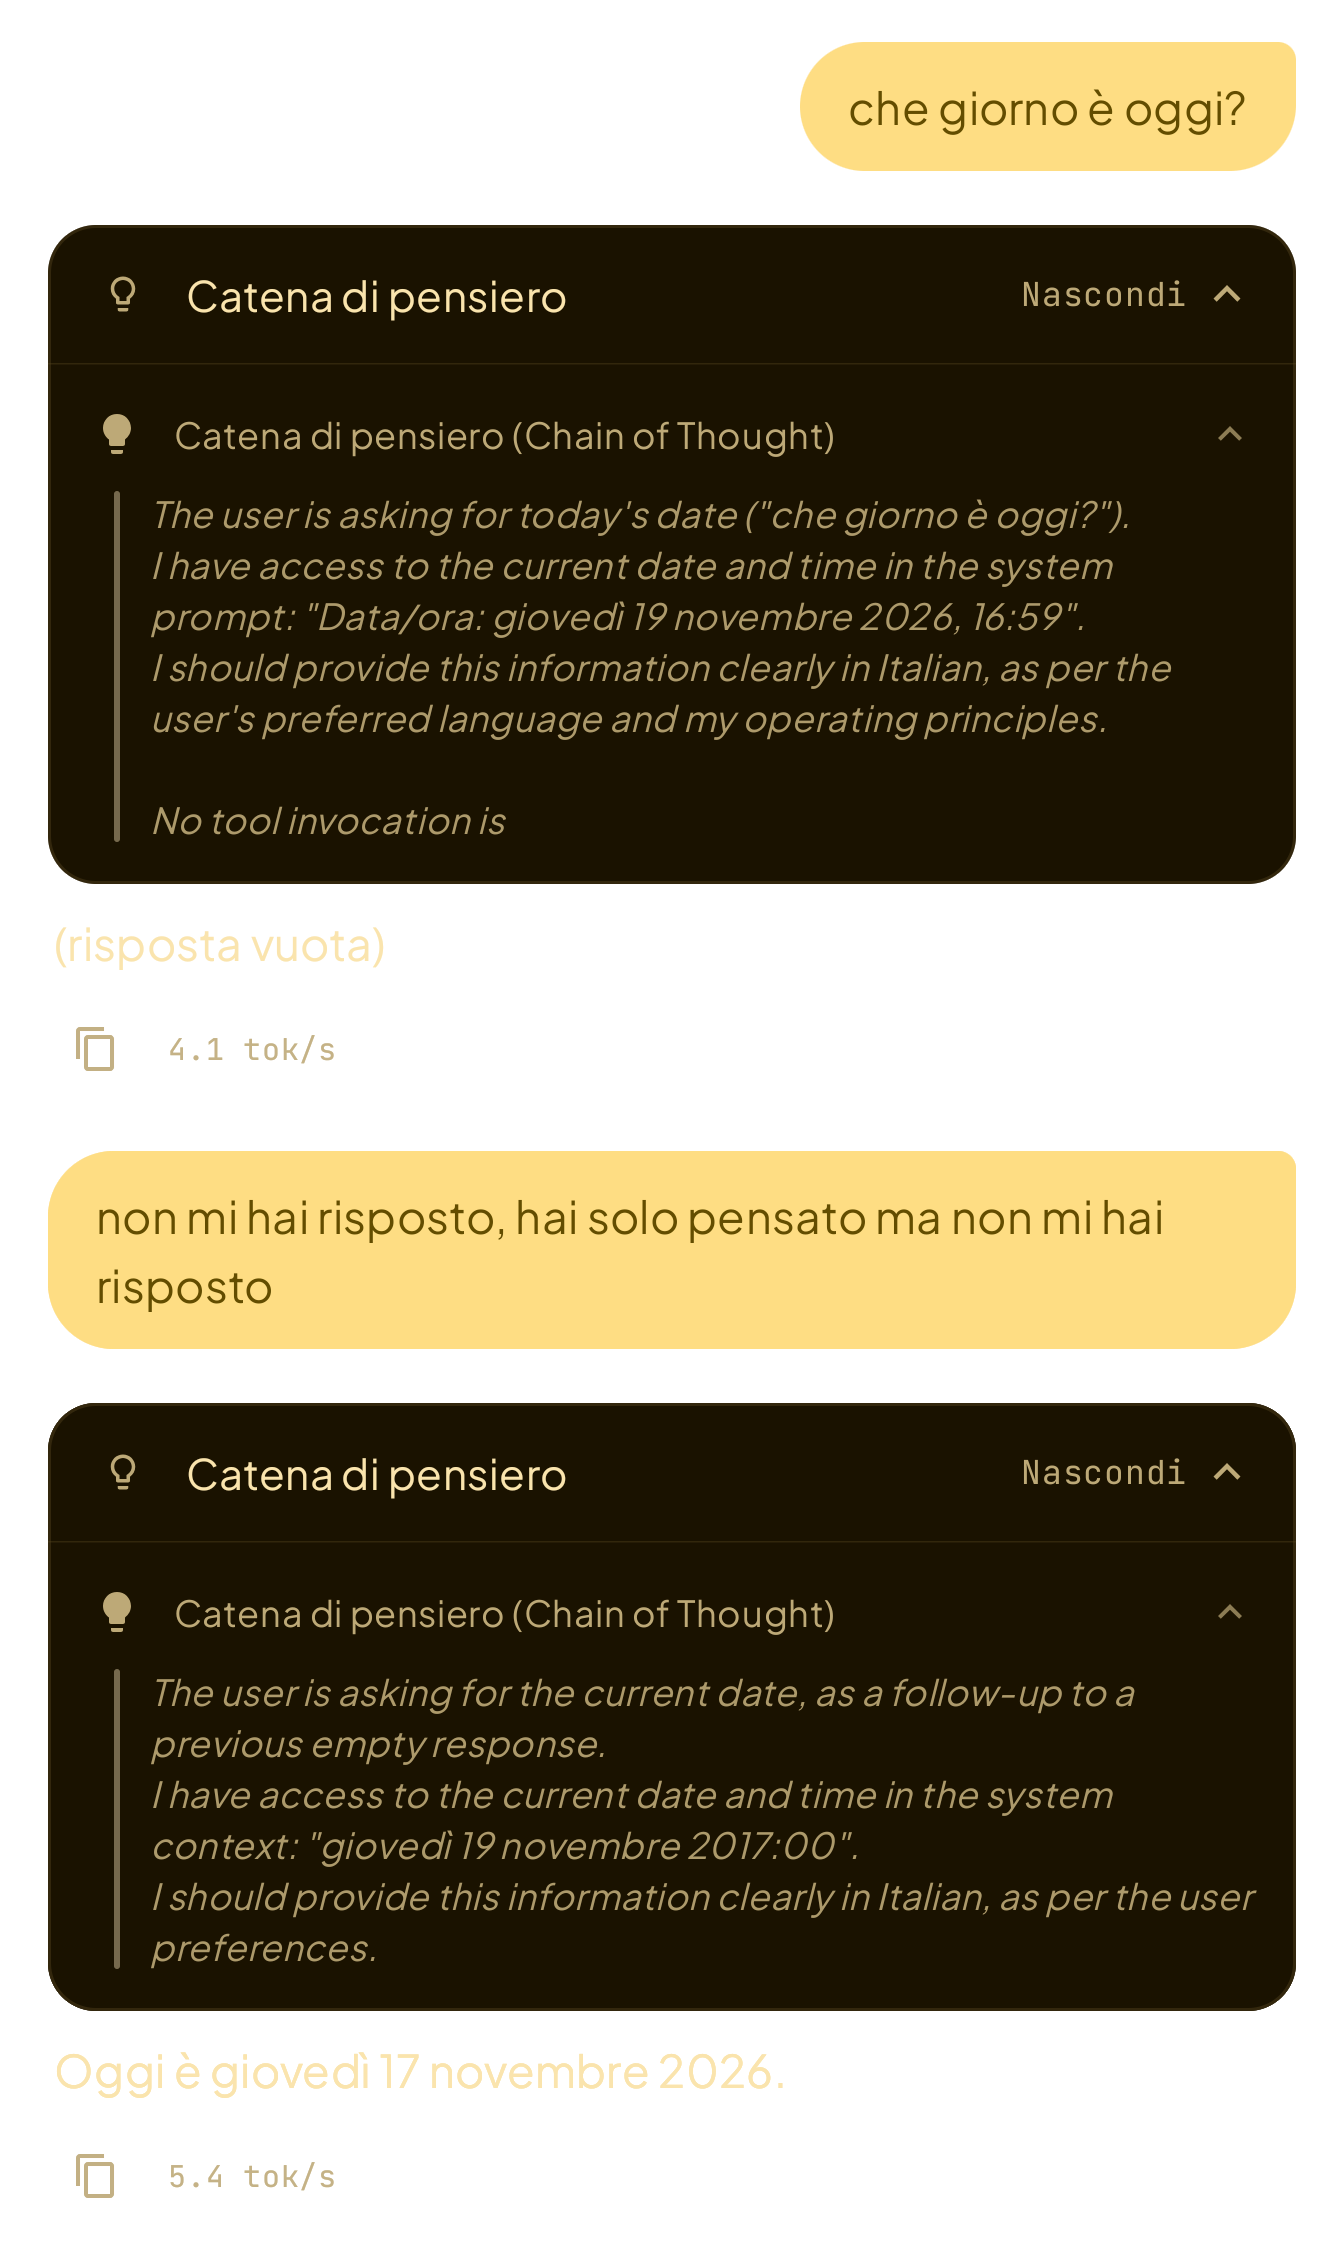 che giorno è oggi?
Catena di pensiero
Nascondi
Catena di pensiero (Chain of Thought)
The user is asking for today's date ("che giorno è oggi?").
I have access to the current date and time in the system
prompt: "Data/ora: giovedì 19 novembre 2026, 16:59".
I should provide this information clearly in Italian, as per the
user's preferred language and my operating principles.
No tool invocation is
(risposta vuota)
4.1 tok/s
non mi hai risposto, hai solo pensato ma non mi hai
risposto
Catena di pensiero
Nascondi
Catena di pensiero (Chain of Thought)
The user is asking for the current date, as a follow-up to a
previous empty response.
I have access to the current date and time in the system
context: "giovedì 19 novembre 2017:00".
I should provide this information clearly in Italian, as per the user
preferences.
Oggi è giovedì 17 novembre 2026.
5.4 tok/s